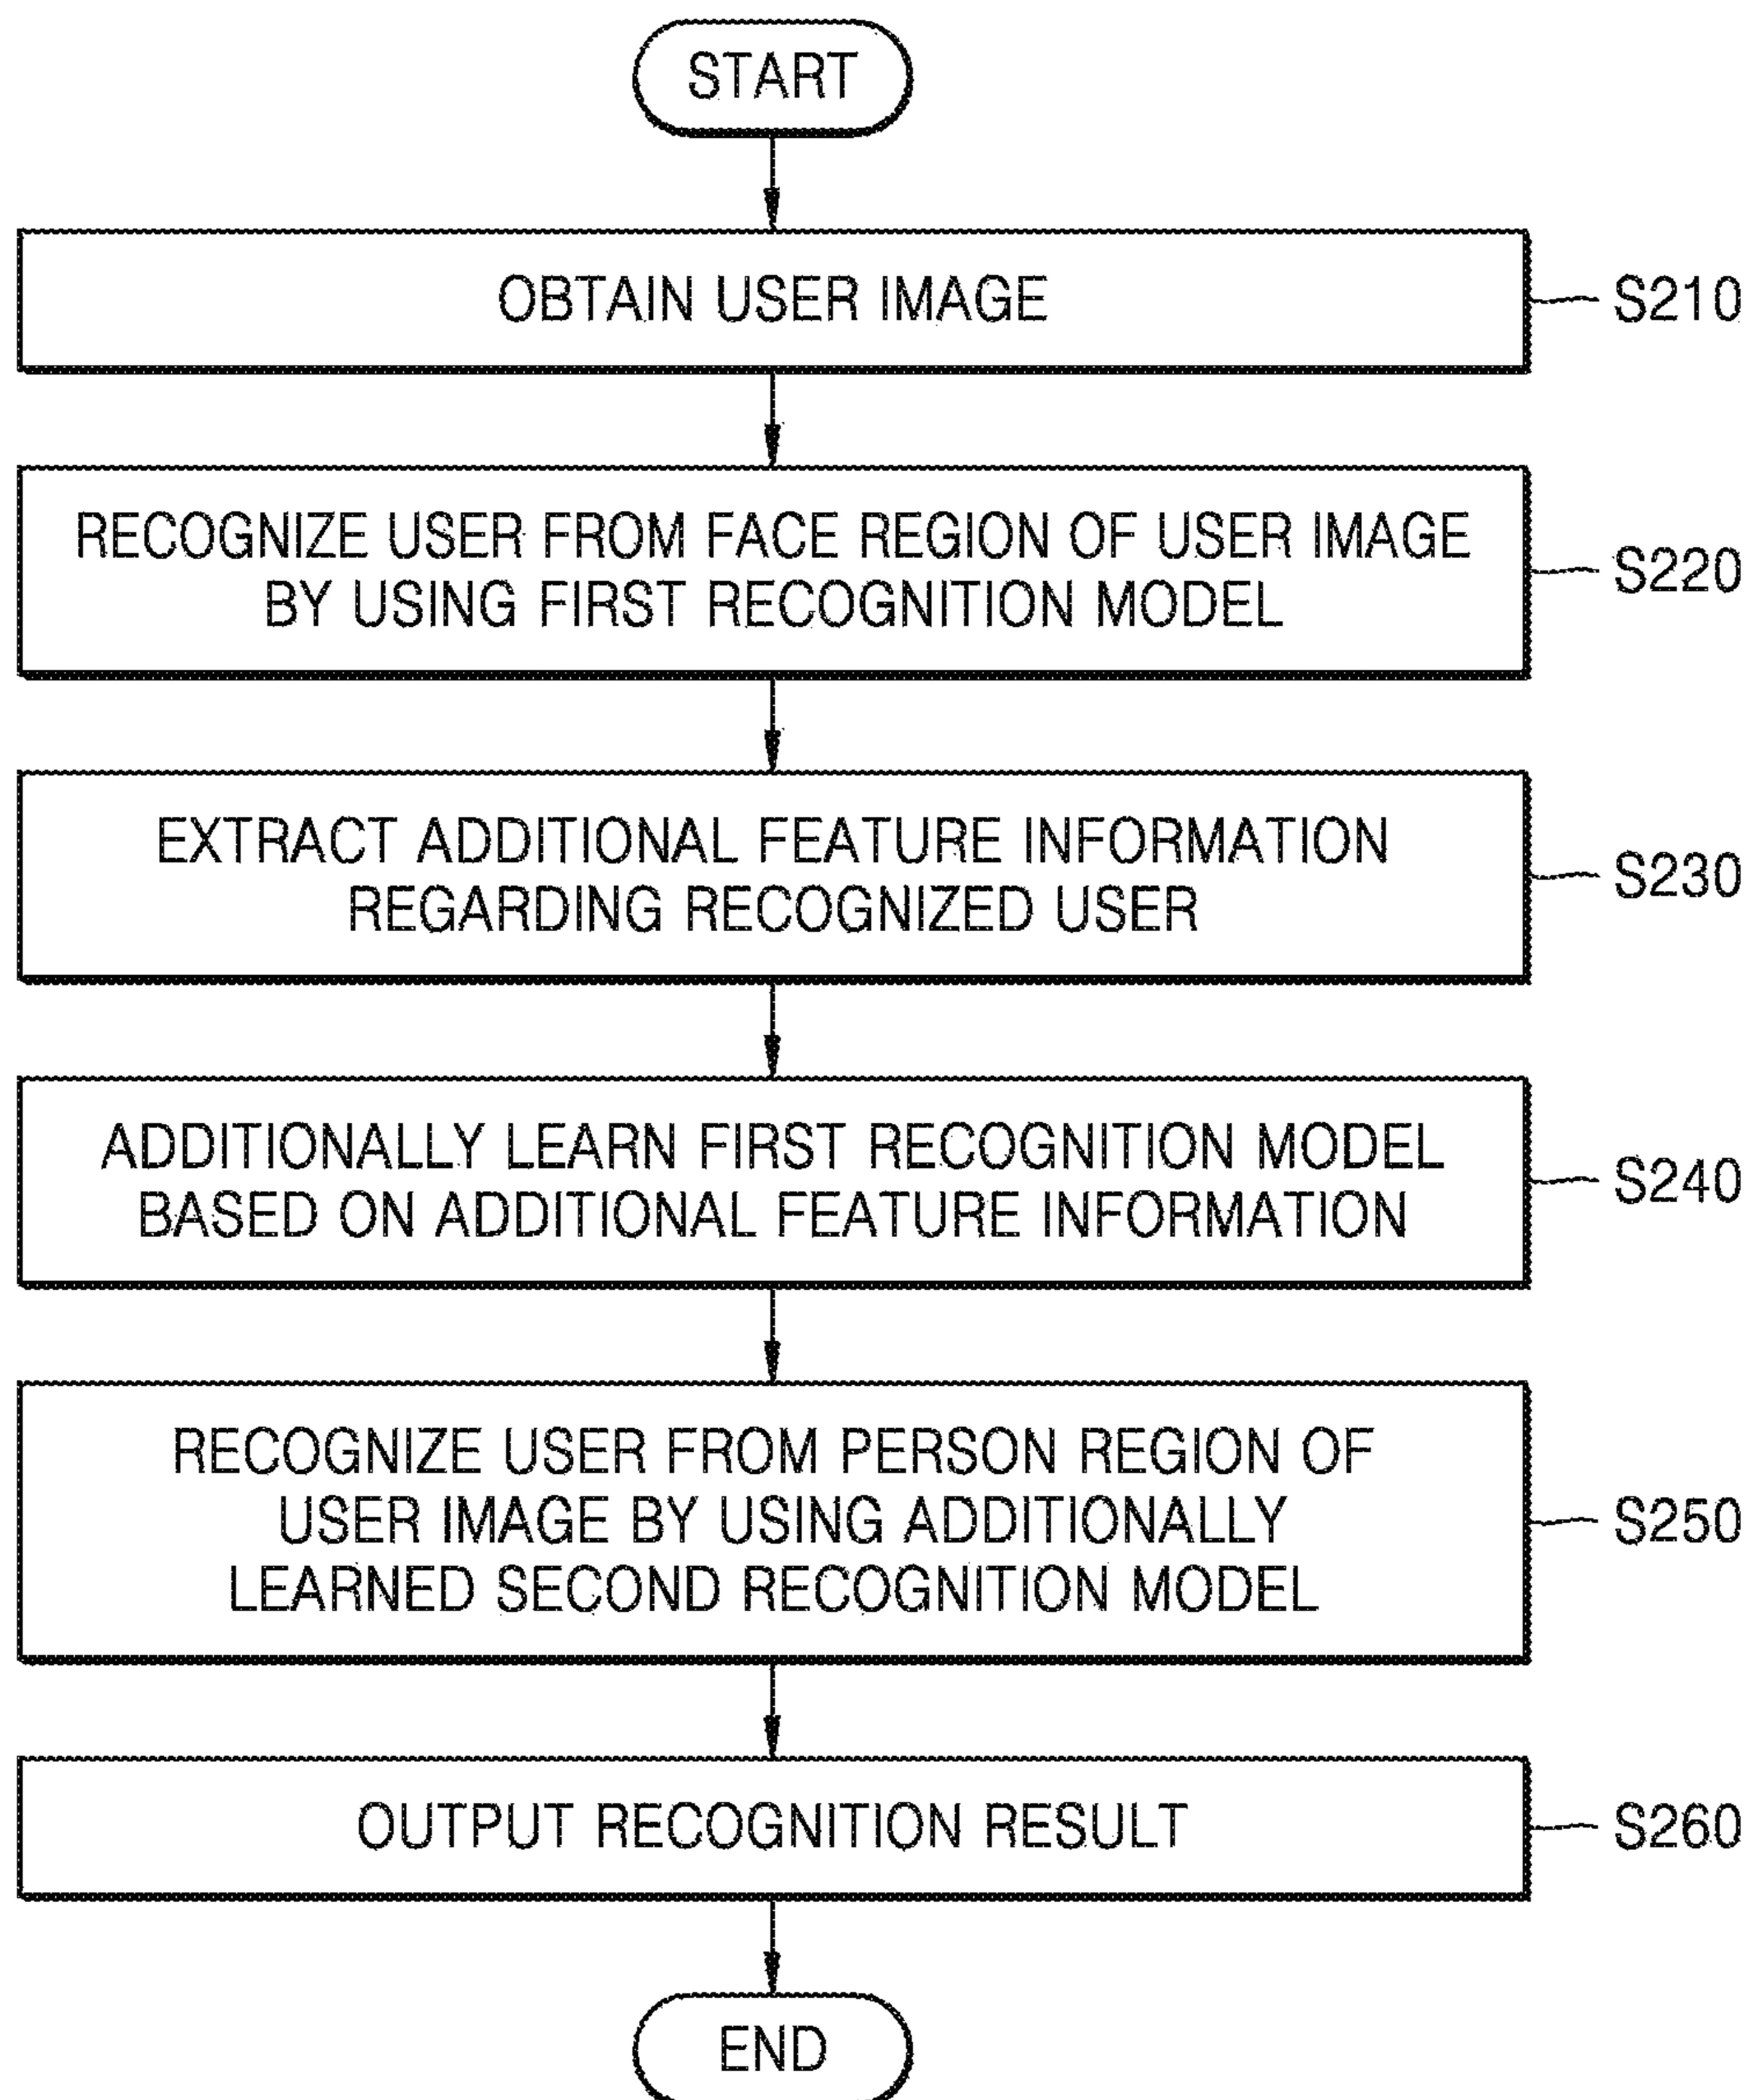 START
OBTAIN USER IMAGE
S210
RECOGNIZE USER FROM FACE REGION OF USER IMAGE
BY USING FIRST RECOGNITION MODEL
S220
EXTRACT ADDITIONAL FEATURE INFORMATION
REGARDING RECOGNIZED USER
S230
ADDITIONALLY LEARN FIRST RECOGNITION MODEL
BASED ON ADDITIONAL FEATURE INFORMATION
S240
RECOGNIZE USER FROM PERSON REGION OF
USER IMAGE BY USING ADDITIONALLY
LEARNED SECOND RECOGNITION MODEL
S250
OUTPUT RECOGNITION RESULT
S260
END